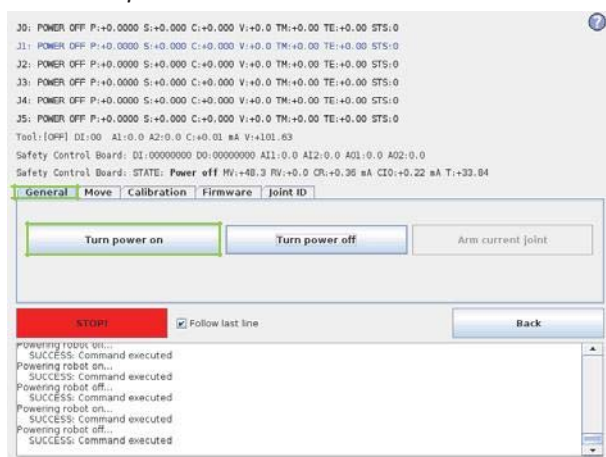 J0: POWER OFF P:+0.0000 S:+0.000 C:+0.000 V:+0.0 TM:+0.00 TE:+0.00 STS:0
J1: POWER OFF P:+0.0000 S:+0.000 C:+0.000 V:+0.0 TM:+0.00 TE:+0.00 STS:0
J2: POWER OFF P:+0.0000 S:+0.000 C:+0.000 V:+0.0 TM:+0.00 TE:+0.00 STS:0
J3: POWER OFF P:+0.0000 S:+0.000 C:+0.000 V:+0.0 TM:+0.00 TE:+0.00 STS:0
J4: POWER OFF P:+0.0000 S:+0.000 C:+0.000 V:+0.0 TM:+0.00 TE:+0.00 STS:0
J5: POWER OFF P:+0.0000 S:+0.000 C:+0.000 V:+0.0 TM:+0.00 TE:+0.00 STS:0
Tool:[OFF] DI:00 A1:0.0 A2:0.0 C:+0.01 mA V:+101.63
Safety Control Board: DI:00000000 DO:00000000 AI1:0.0 AI2:0.0 AO1:0.0 AO2:0.0
Safety Control Board: STATE: Power off MV:+48.3 RV:+0.0 CR:+0.36 mA CIO:+0.22 mA T:+33.84
General Move Calibration Firmware Joint ID
Turn power on Turn power off Arm current joint
STOP! Follow last line Back
Powering robot on...
SUCCESS: Command executed
Powering robot on...
SUCCESS: Command executed
Powering robot off...
SUCCESS: Command executed
Powering robot on...
SUCCESS: Command executed
Powering robot off...
SUCCESS: Command executed